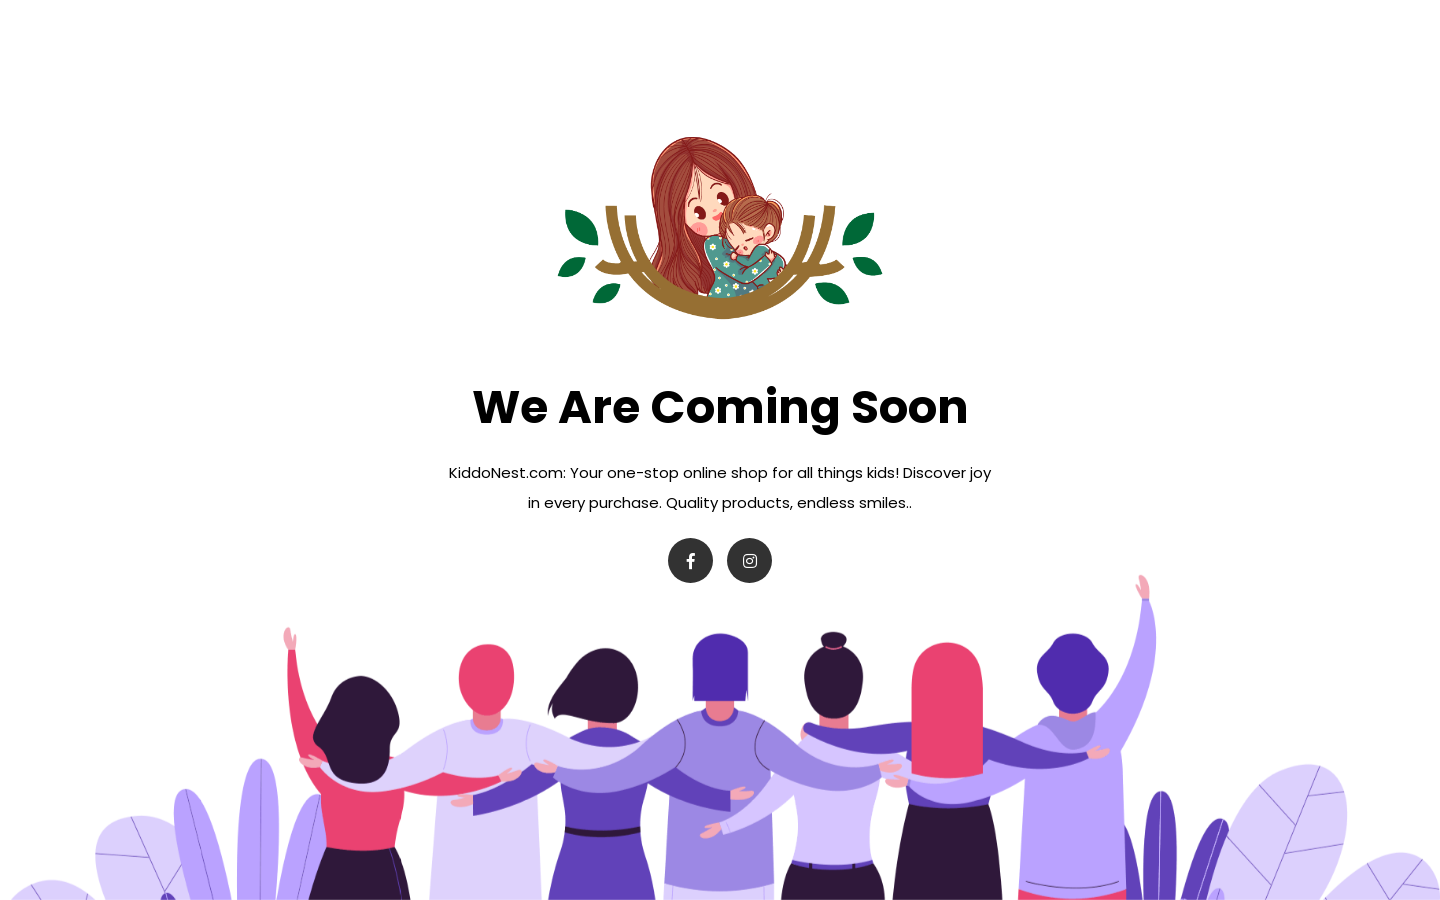 We Are Coming Soon
KiddoNest.com: Your one-stop online shop for all things kids! Discover joy
in every purchase. Quality products, endless smiles..